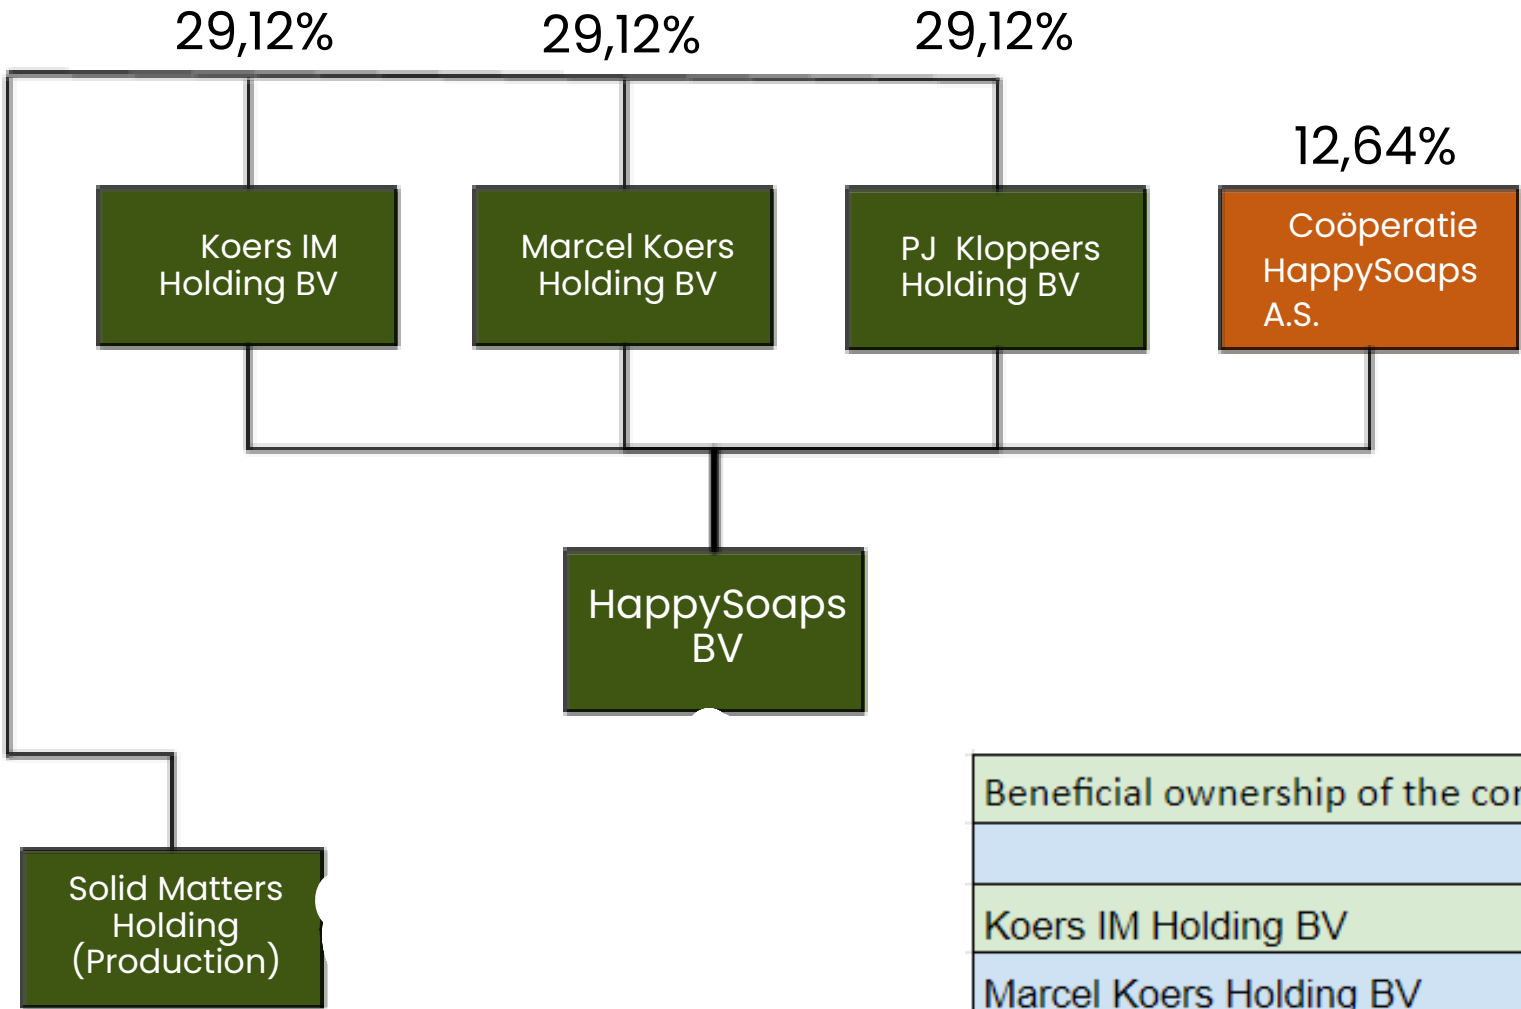 29,12%
29,12%
29,12%
12,64%
Koers IM
Holding BV
Marcel Koers
Holding BV
PJ Kloppers
Holding BV
Coöperatie
HappySoaps
A.S.
HappySoaps
BV
Solid Matters
Holding
(Production)
Beneficial ownership of the
Koers IM Holding BV
Marcel Koers Holding BV